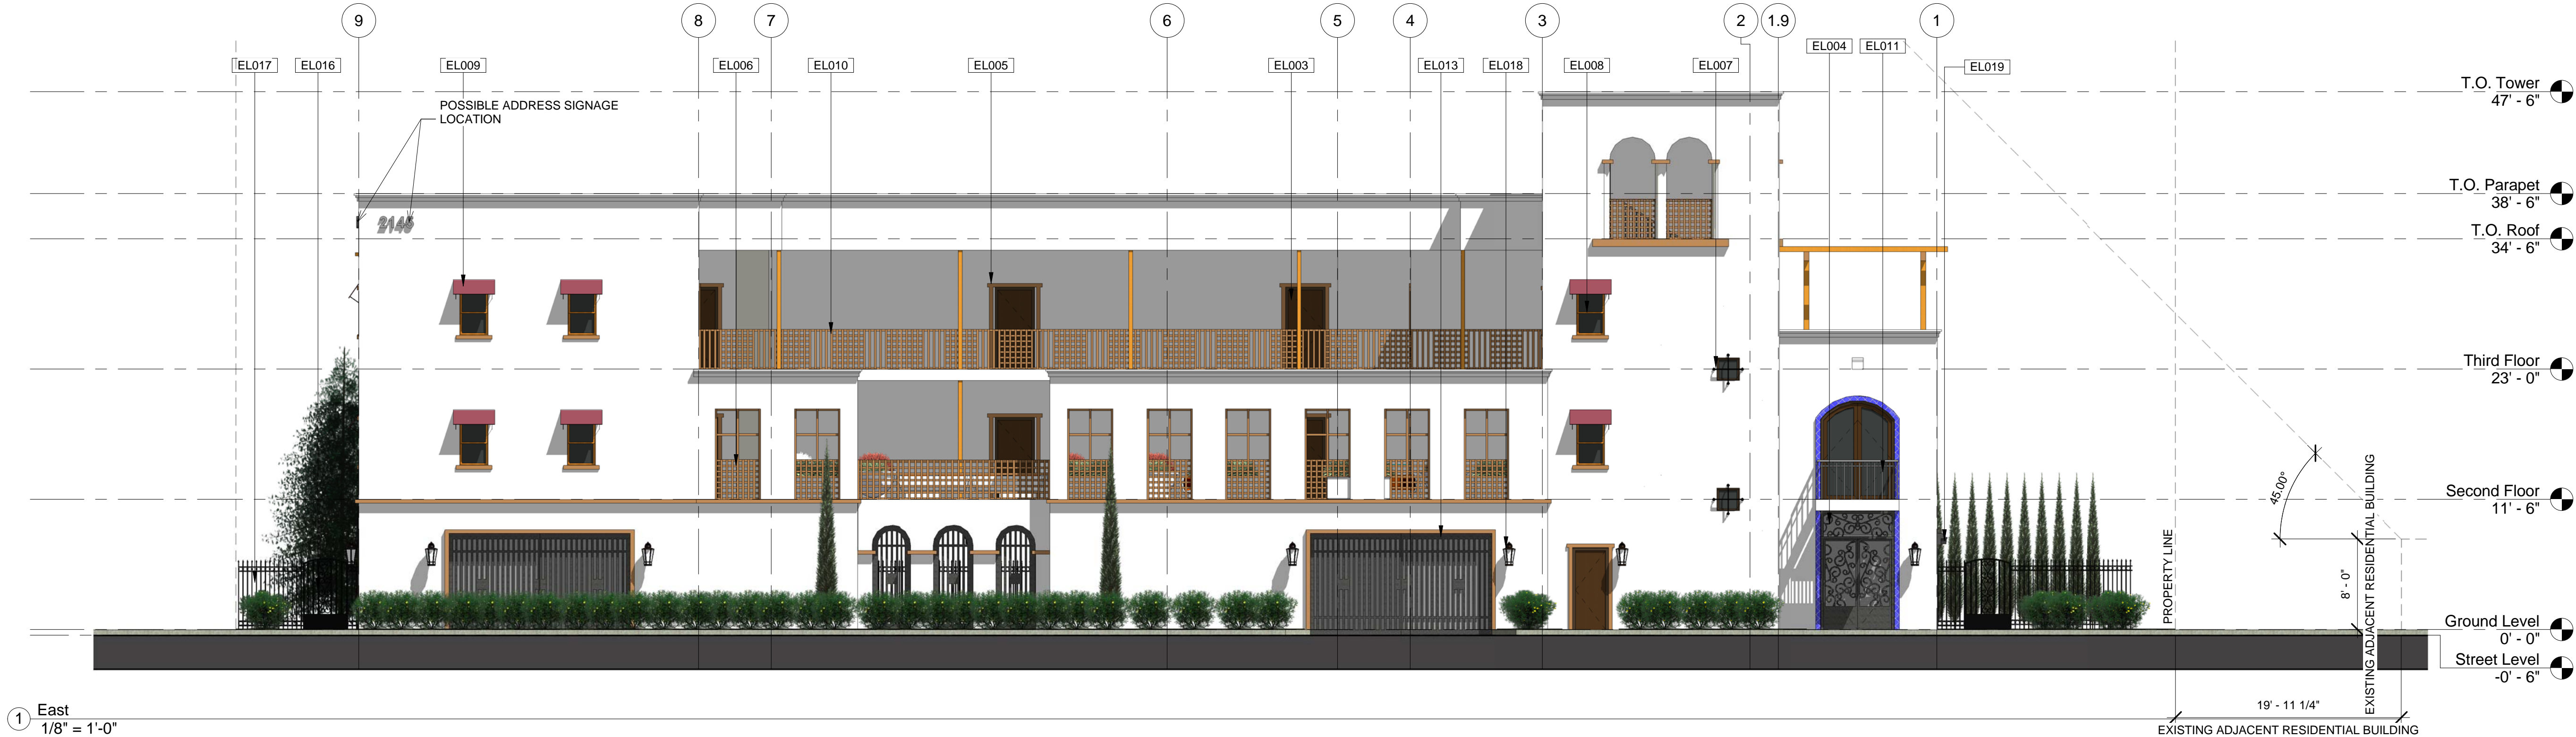 9
8
7
6
5
4
3
2
1.9
1
EL017
EL016
EL009
EL006
EL010
EL005
EL003
EL013
EL018
EL008
EL007
EL004
EL011
EL019
POSSIBLE ADDRESS SIGNAGE
LOCATION
T.O. Tower
47' - 6"
T.O. Parapet
38' - 6"
T.O. Roof
34' - 6"
Third Floor
23' - 0"
Second Floor
11' - 6"
Ground Level
0' - 0"
Street Level
-0' - 6"
45.00°
8' - 0"
PROPERTY LINE
EXISTING ADJACENT RESIDENTIAL BUILDING
19' - 11 1/4"
EXISTING ADJACENT RESIDENTIAL BUILDING
1
East
1/8" = 1'-0"